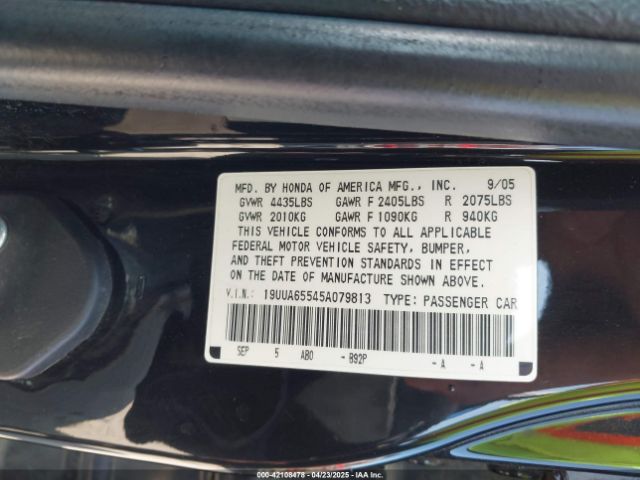 MFD. BY HONDA OF AMERICA MFG., INC. 9/05
GVWR 4435LBS GAWR F 2405LBS R 2075LBS
GVWR 2010KG GAWR F 1090KG R 940KG
THIS VEHICLE CONFORMS TO ALL APPLICABLE
FEDERAL MOTOR VEHICLE SAFETY, BUMPER,
AND THEFT PREVENTION STANDARDS IN EFFECT
ON THE DATE OF MANUFACTURE SHOWN ABOVE.
V.I.N.: 19UUA65545A079813 TYPE: PASSENGER CAR
SEP 5 AB0 - B92P - A - A
000-42108478 - 04/23/2025 - IAAI.COM